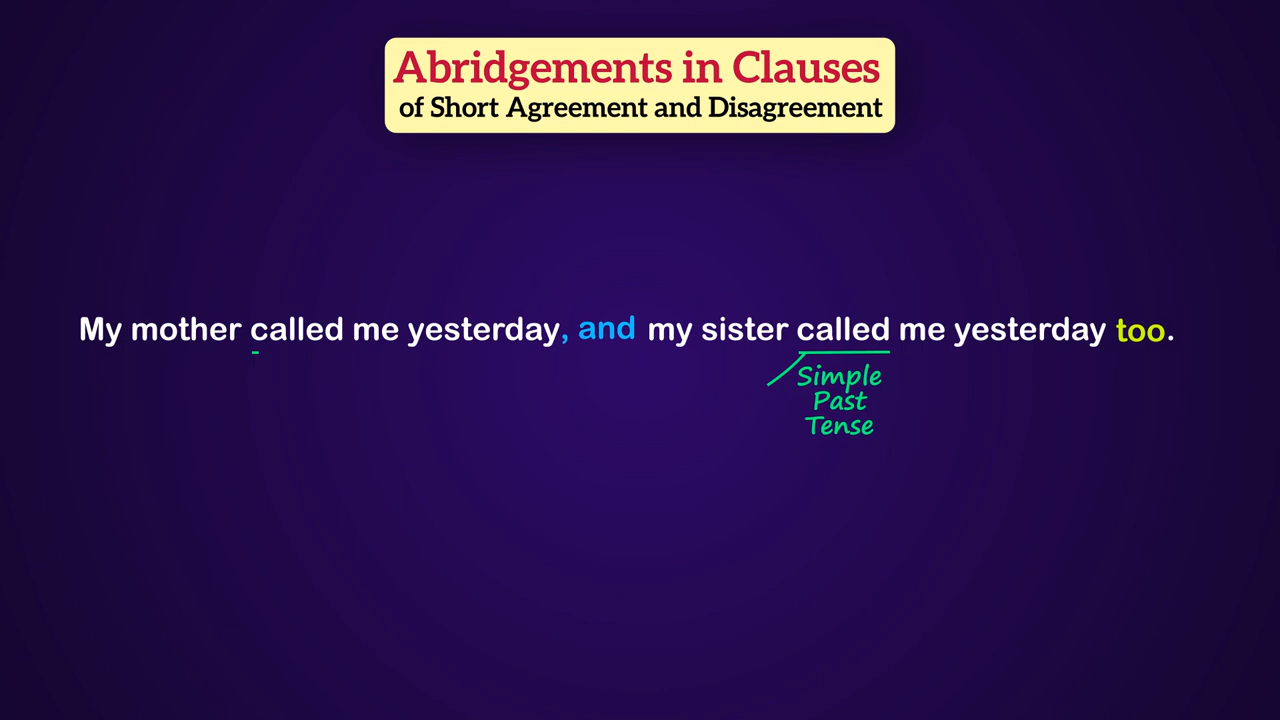 Abridgements in Clauses
of Short Agreement and Disagreement
My mother called me yesterday, and my sister called me yesterday too.
Simple
Past
Tense